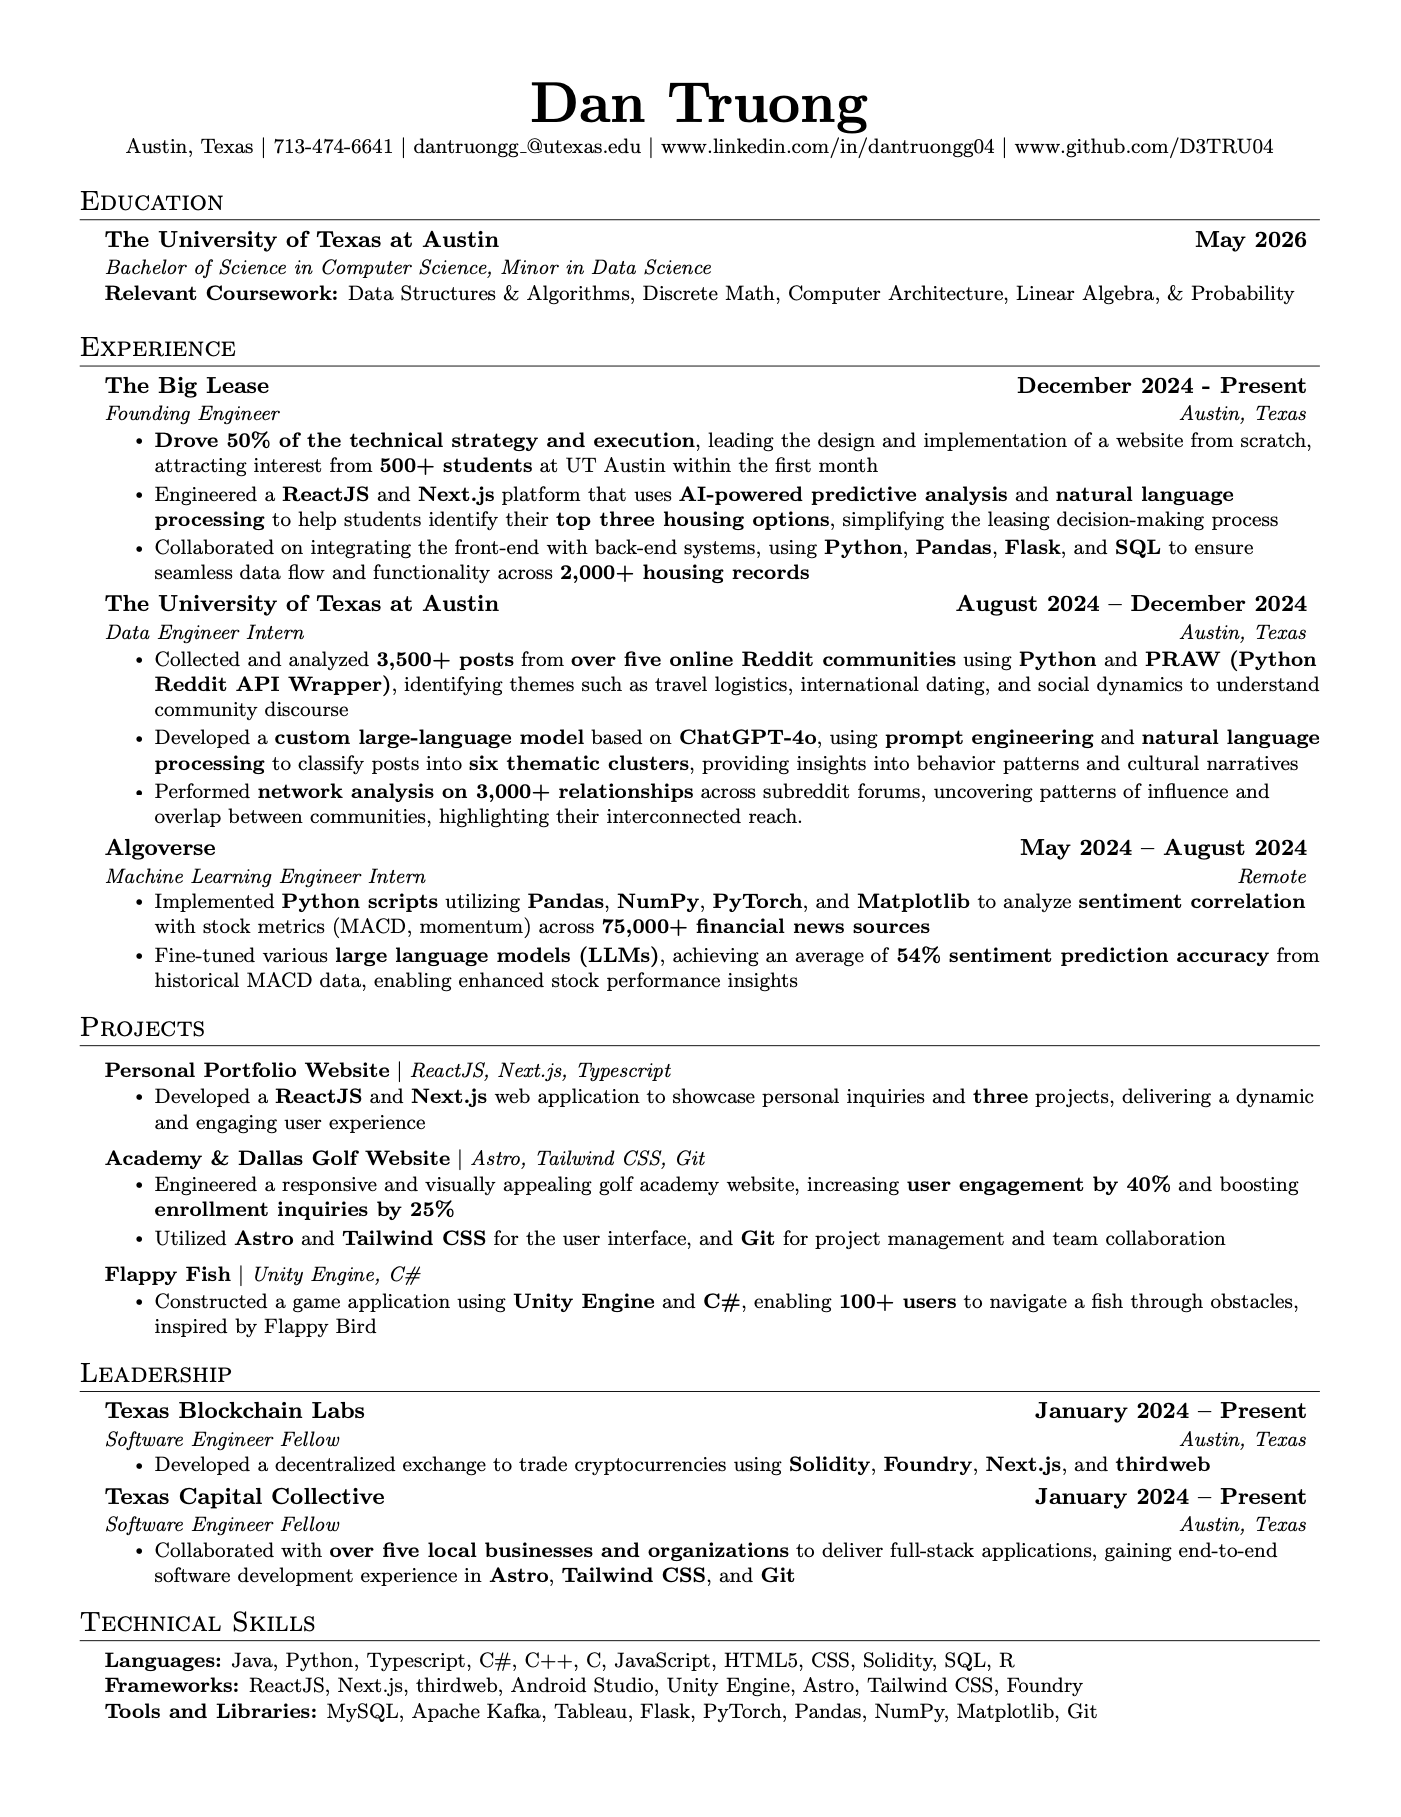 Dan Truong
Austin, Texas | 713-474-6641 | dantruongg_@utexas.edu | www.linkedin.com/in/dantruongg04 | www.github.com/D3TRU04
Education
The University of Texas at Austin May 2026
Bachelor of Science in Computer Science, Minor in Data Science
Relevant Coursework: Data Structures & Algorithms, Discrete Math, Computer Architecture, Linear Algebra, & Probability
Experience
The Big Lease December 2024 - Present
Founding Engineer Austin, Texas
• Drove 50% of the technical strategy and execution, leading the design and implementation of a website from scratch,
attracting interest from 500+ students at UT Austin within the first month
• Engineered a ReactJS and Next.js platform that uses AI-powered predictive analysis and natural language
processing to help students identify their top three housing options, simplifying the leasing decision-making process
• Collaborated on integrating the front-end with back-end systems, using Python, Pandas, Flask, and SQL to ensure
seamless data flow and functionality across 2,000+ housing records
The University of Texas at Austin August 2024 – December 2024
Data Engineer Intern Austin, Texas
• Collected and analyzed 3,500+ posts from over five online Reddit communities using Python and PRAW (Python
Reddit API Wrapper), identifying themes such as travel logistics, international dating, and social dynamics to understand
community discourse
• Developed a custom large-language model based on ChatGPT-4o, using prompt engineering and natural language
processing to classify posts into six thematic clusters, providing insights into behavior patterns and cultural narratives
• Performed network analysis on 3,000+ relationships across subreddit forums, uncovering patterns of influence and
overlap between communities, highlighting their interconnected reach.
Algoverse May 2024 – August 2024
Machine Learning Engineer Intern Remote
• Implemented Python scripts utilizing Pandas, NumPy, PyTorch, and Matplotlib to analyze sentiment correlation
with stock metrics (MACD, momentum) across 75,000+ financial news sources
• Fine-tuned various large language models (LLMs), achieving an average of 54% sentiment prediction accuracy from
historical MACD data, enabling enhanced stock performance insights
Projects
Personal Portfolio Website | ReactJS, Next.js, Typescript
• Developed a ReactJS and Next.js web application to showcase personal inquiries and three projects, delivering a dynamic
and engaging user experience
Academy & Dallas Golf Website | Astro, Tailwind CSS, Git
• Engineered a responsive and visually appealing golf academy website, increasing user engagement by 40% and boosting
enrollment inquiries by 25%
• Utilized Astro and Tailwind CSS for the user interface, and Git for project management and team collaboration
Flappy Fish | Unity Engine, C#
• Constructed a game application using Unity Engine and C#, enabling 100+ users to navigate a fish through obstacles,
inspired by Flappy Bird
Leadership
Texas Blockchain Labs January 2024 – Present
Software Engineer Fellow Austin, Texas
• Developed a decentralized exchange to trade cryptocurrencies using Solidity, Foundry, Next.js, and thirdweb
Texas Capital Collective January 2024 – Present
Software Engineer Fellow Austin, Texas
• Collaborated with over five local businesses and organizations to deliver full-stack applications, gaining end-to-end
software development experience in Astro, Tailwind CSS, and Git
Technical Skills
Languages: Java, Python, Typescript, C#, C++, C, JavaScript, HTML5, CSS, Solidity, SQL, R
Frameworks: ReactJS, Next.js, thirdweb, Android Studio, Unity Engine, Astro, Tailwind CSS, Foundry
Tools and Libraries: MySQL, Apache Kafka, Tableau, Flask, PyTorch, Pandas, NumPy, Matplotlib, Git